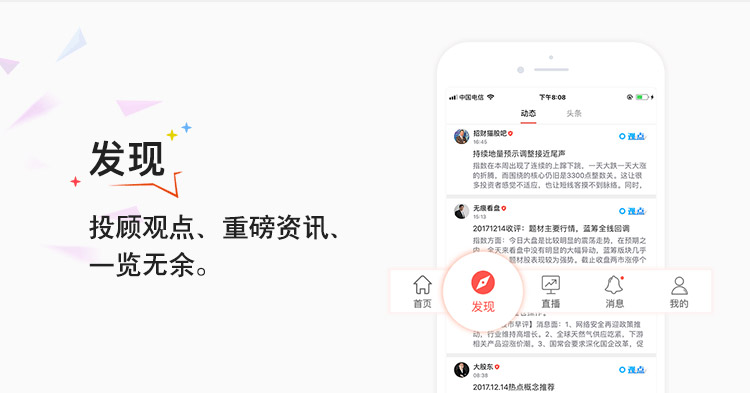 发现
投顾观点、重磅资讯、
一览无余。
中国电信
下午8:08
动态
头条
招财猫股吧
16:45
观点
持续地量预示调整接近尾声
指数在本周出现了连续的上蹿下跳，一天大跌一天大涨
的折腾，而围绕的核心仍旧是3300点整数关。这让很
多投资者感觉不适应，也让短线客摸不到脉络。同时，
无痕看盘
15:13
观点
20171214收评：题材主要行情，蓝筹全线回调
指数方面：今日大盘是比较明显的震荡走势，在预期之
内，全天来看盘中没有明显的大幅异动，蓝筹版块几乎
题材股表现较为强势。截止收盘两市涨停个
首页
发现
直播
消息
我的
市早评】消息面：1、网络安全再迎政策推
动，行业维持高增长。2、全球天然气供应吃紧，下游
相关产品迎涨价潮。3、国常会要求深化国企改革，促
大股东
08:38
观点
2017.12.14热点概念推荐